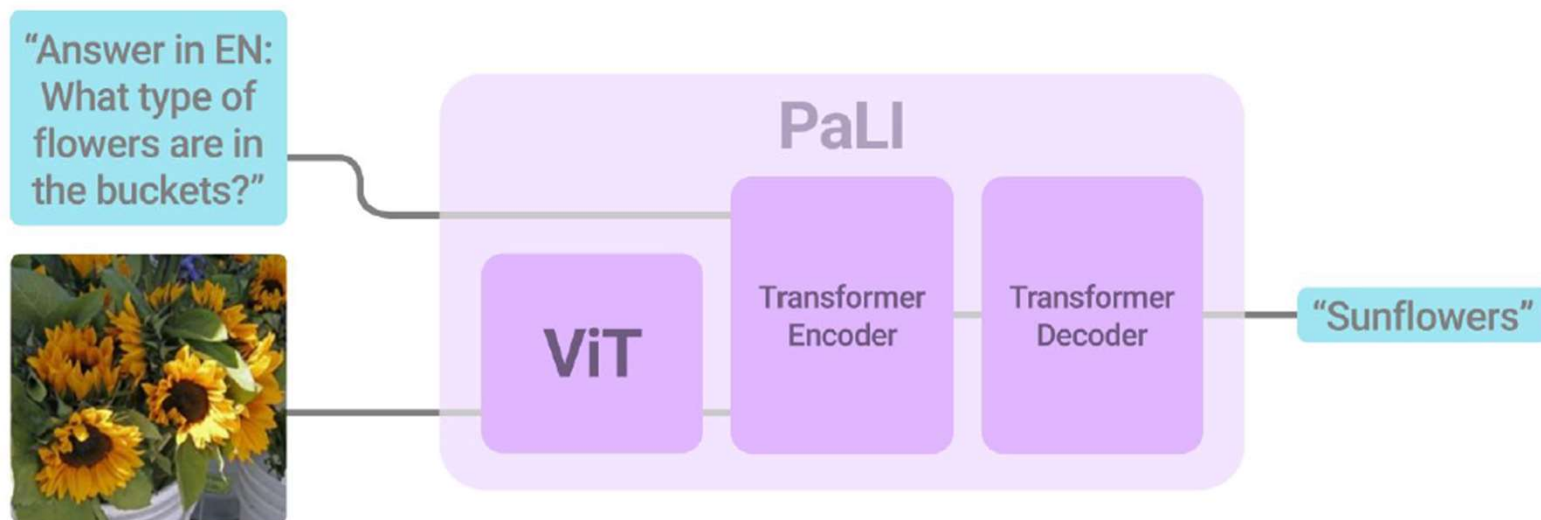 “Answer in EN:
What type of
flowers are in
the buckets?”
PaLI
ViT
Transformer
Encoder
Transformer
Decoder
“Sunflowers”